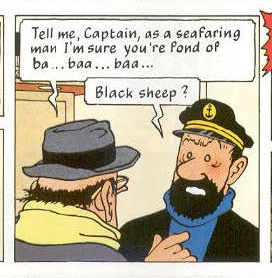 Tell me, Captain, as a seafaring
man I'm sure you're fond of
ba... baa... baa...
Black sheep?